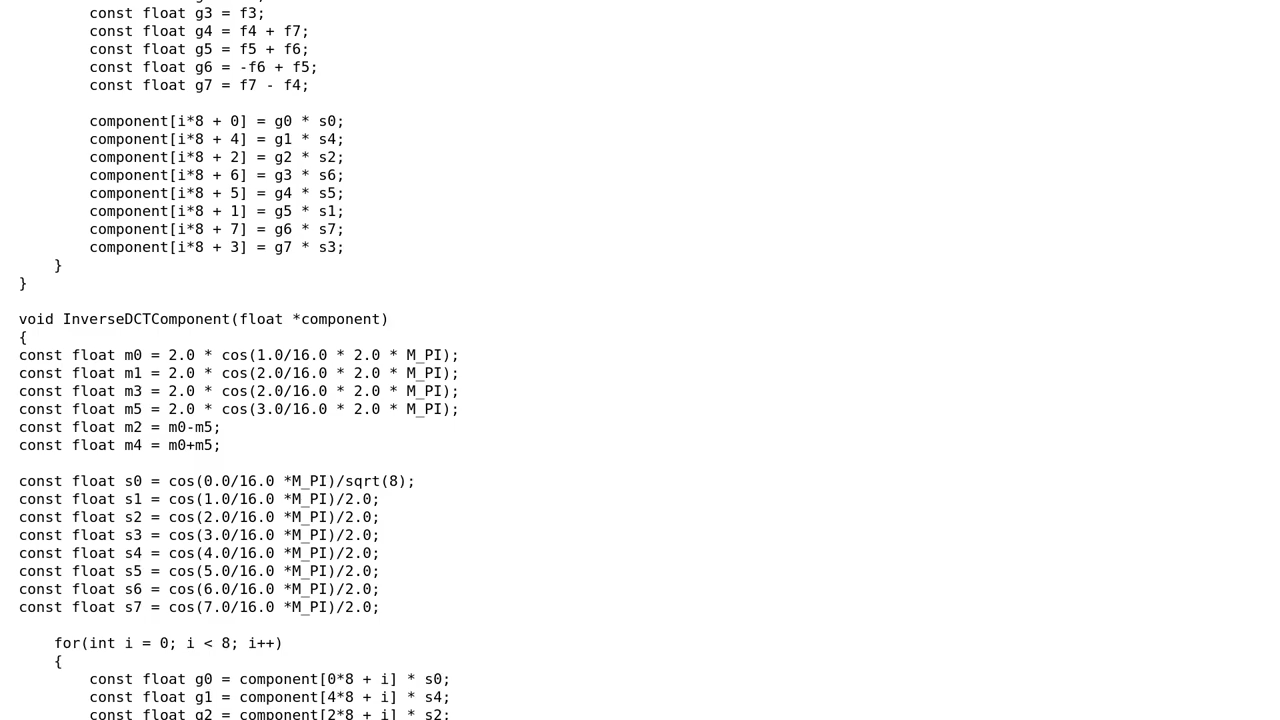 const float g3 = f3;
const float g4 = f4 + f7;
const float g5 = f5 + f6;
const float g6 = -f6 + f5;
const float g7 = f7 - f4;
component[i*8 + 0] = g0 * s0;
component[i*8 + 4] = g1 * s4;
component[i*8 + 2] = g2 * s2;
component[i*8 + 6] = g3 * s6;
component[i*8 + 5] = g4 * s5;
component[i*8 + 1] = g5 * s1;
component[i*8 + 7] = g6 * s7;
component[i*8 + 3] = g7 * s3;
}
}
void InverseDCTComponent(float *component)
{
const float m0 = 2.0 * cos(1.0/16.0 * 2.0 * M_PI);
const float m1 = 2.0 * cos(2.0/16.0 * 2.0 * M_PI);
const float m3 = 2.0 * cos(2.0/16.0 * 2.0 * M_PI);
const float m5 = 2.0 * cos(3.0/16.0 * 2.0 * M_PI);
const float m2 = m0-m5;
const float m4 = m0+m5;
const float s0 = cos(0.0/16.0 *M_PI)/sqrt(8);
const float s1 = cos(1.0/16.0 *M_PI)/2.0;
const float s2 = cos(2.0/16.0 *M_PI)/2.0;
const float s3 = cos(3.0/16.0 *M_PI)/2.0;
const float s4 = cos(4.0/16.0 *M_PI)/2.0;
const float s5 = cos(5.0/16.0 *M_PI)/2.0;
const float s6 = cos(6.0/16.0 *M_PI)/2.0;
const float s7 = cos(7.0/16.0 *M_PI)/2.0;
for(int i = 0; i < 8; i++)
{
const float g0 = component[0*8 + i] * s0;
const float g1 = component[4*8 + i] * s4;
const float g2 = component[2*8 + i] * s2;